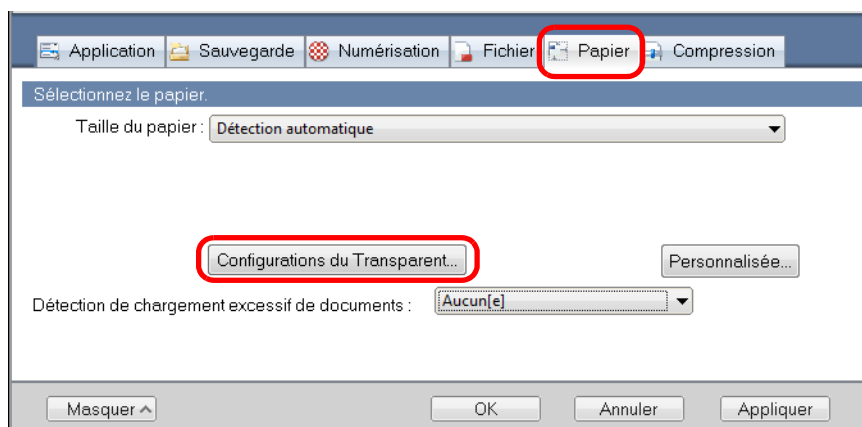 Application Sauvegarde Numérisation Fichier Papier Compression
Sélectionnez le papier.
Taille du papier : Détection automatique
Configurations du Transparent... Personnalisée...
Détection de chargement excessif de documents : Aucun[e]
Masquer OK Annuler Appliquer